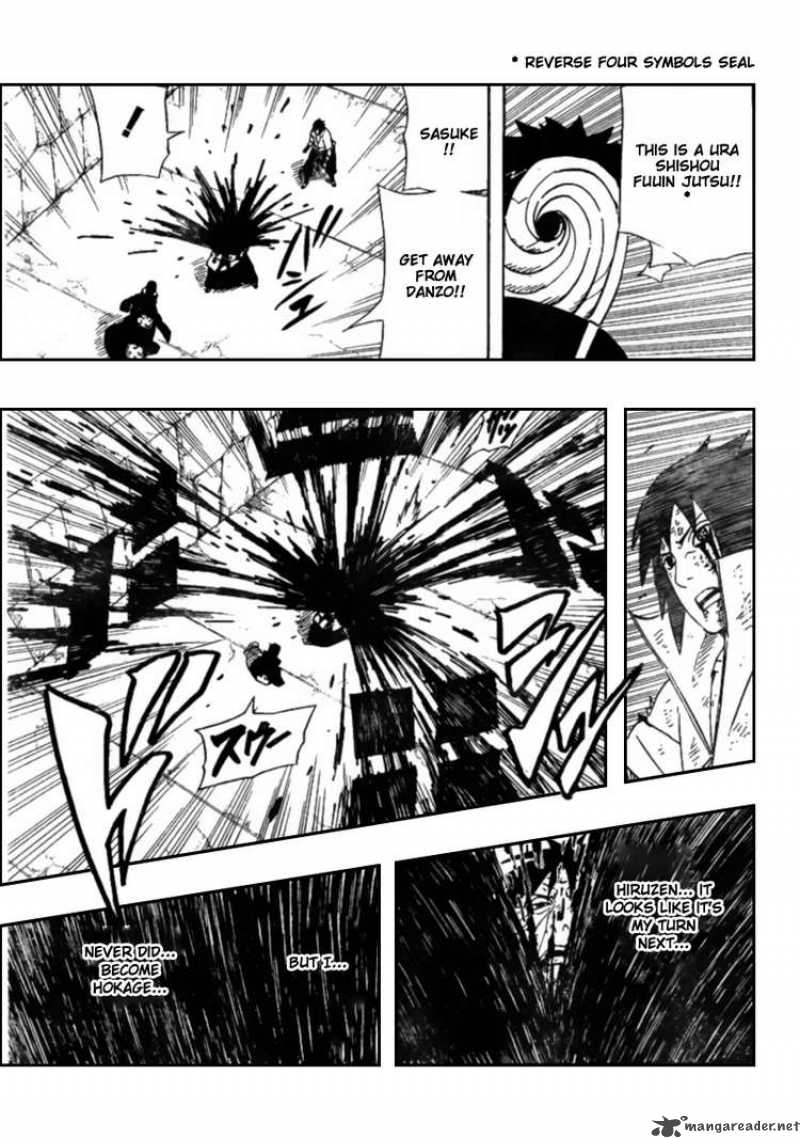 * REVERSE FOUR SYMBOLS SEAL
THIS IS A URA
SHISHOU
FUUIN JUTSU!!
*
SASUKE
!!
GET AWAY
FROM
DANZO!!
!
ズウー
HIRUZEN... IT
LOOKS LIKE IT'S
MY TURN
NEXT...
BUT I...
NEVER DID...
BECOME
HOKAGE...
mangareader.net